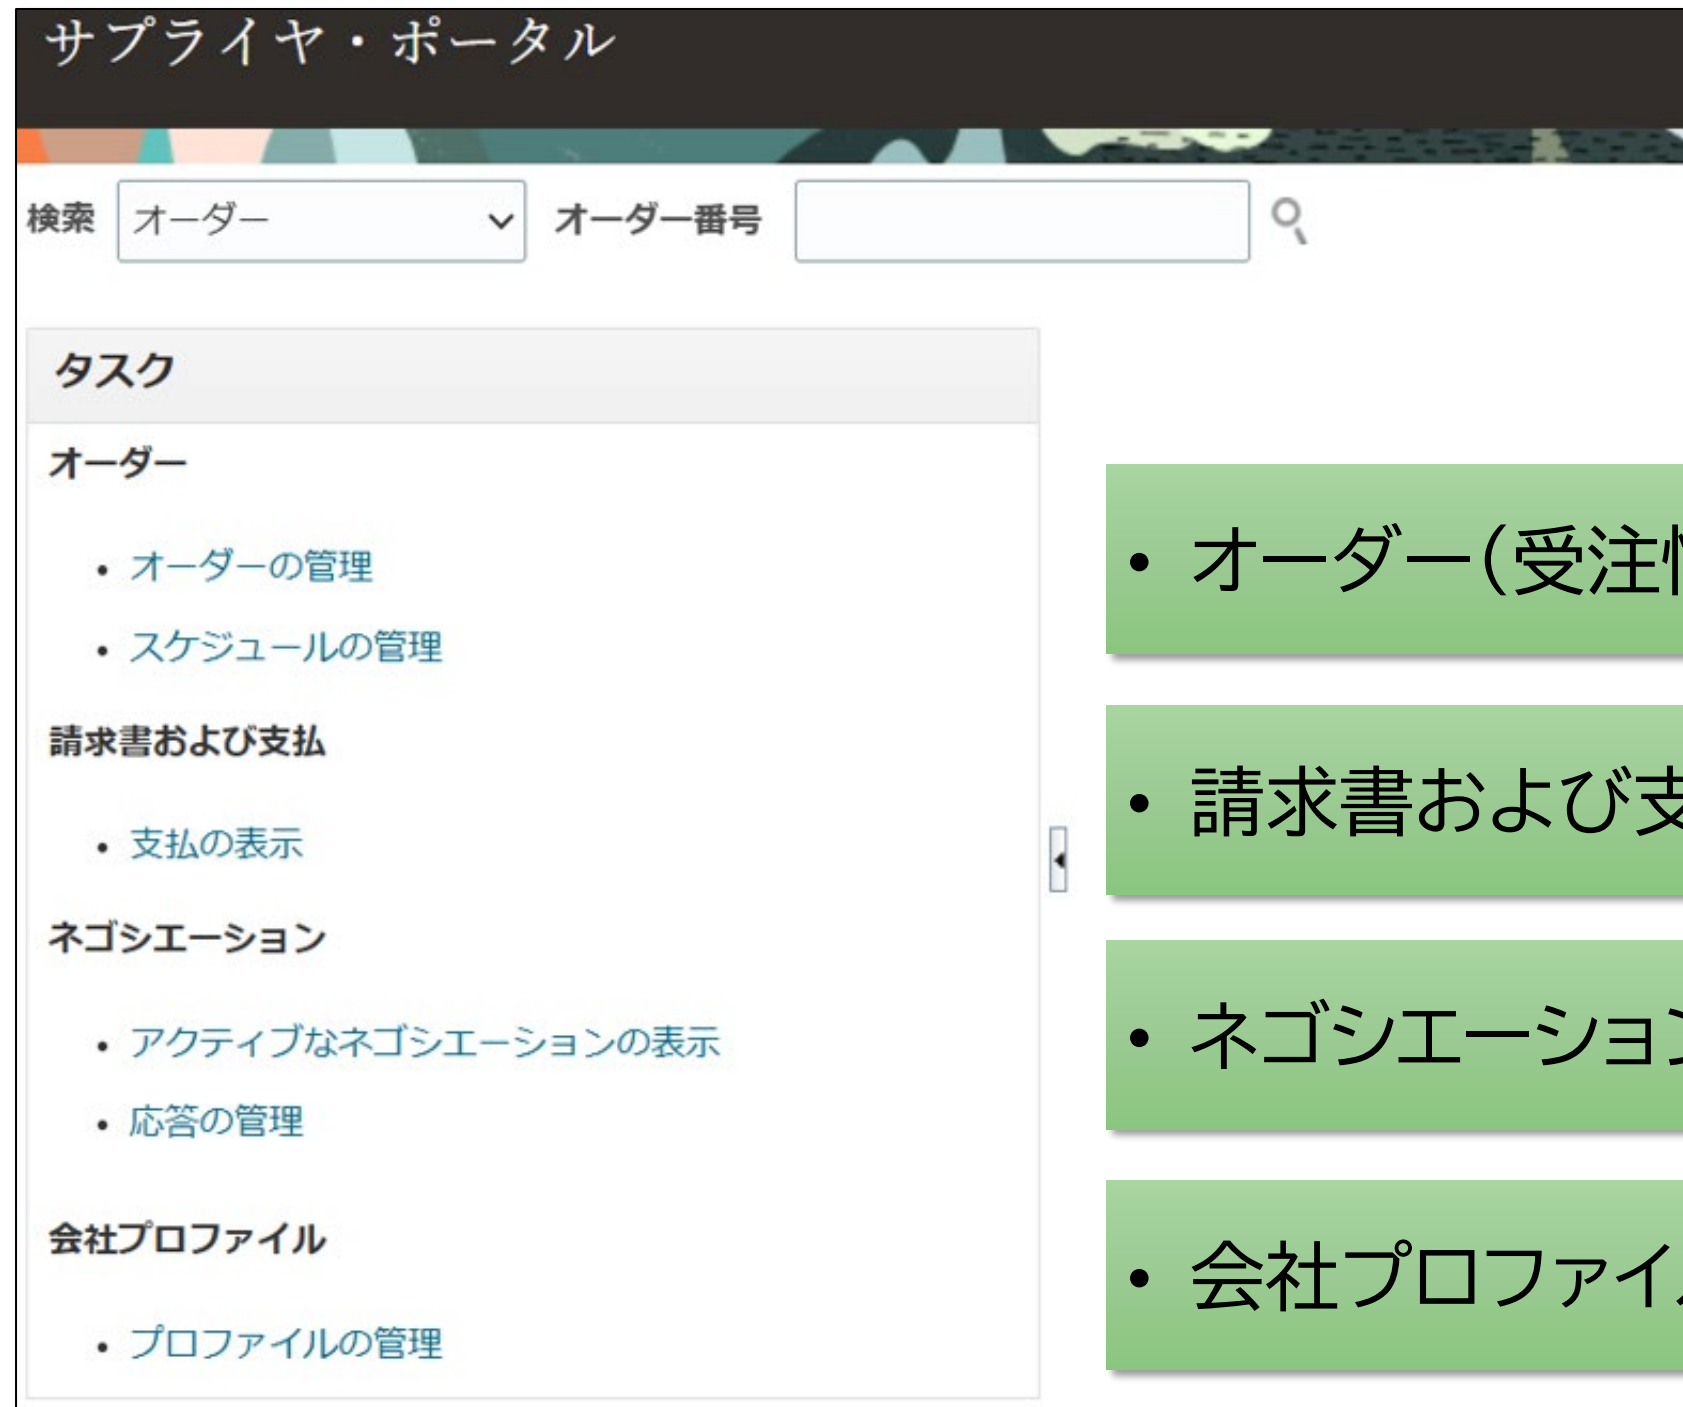 サプライヤ・ポータル
検索 オーダー オーダー番号
タスク
オーダー
• オーダーの管理
• スケジュールの管理
請求書および支払
• 支払の表示
ネゴシエーション
• アクティブなネゴシエーションの表示
• 応答の管理
会社プロファイル
• プロファイルの管理
• オーダー（受注
• 請求書および支
• ネゴシエーション
• 会社プロファイル